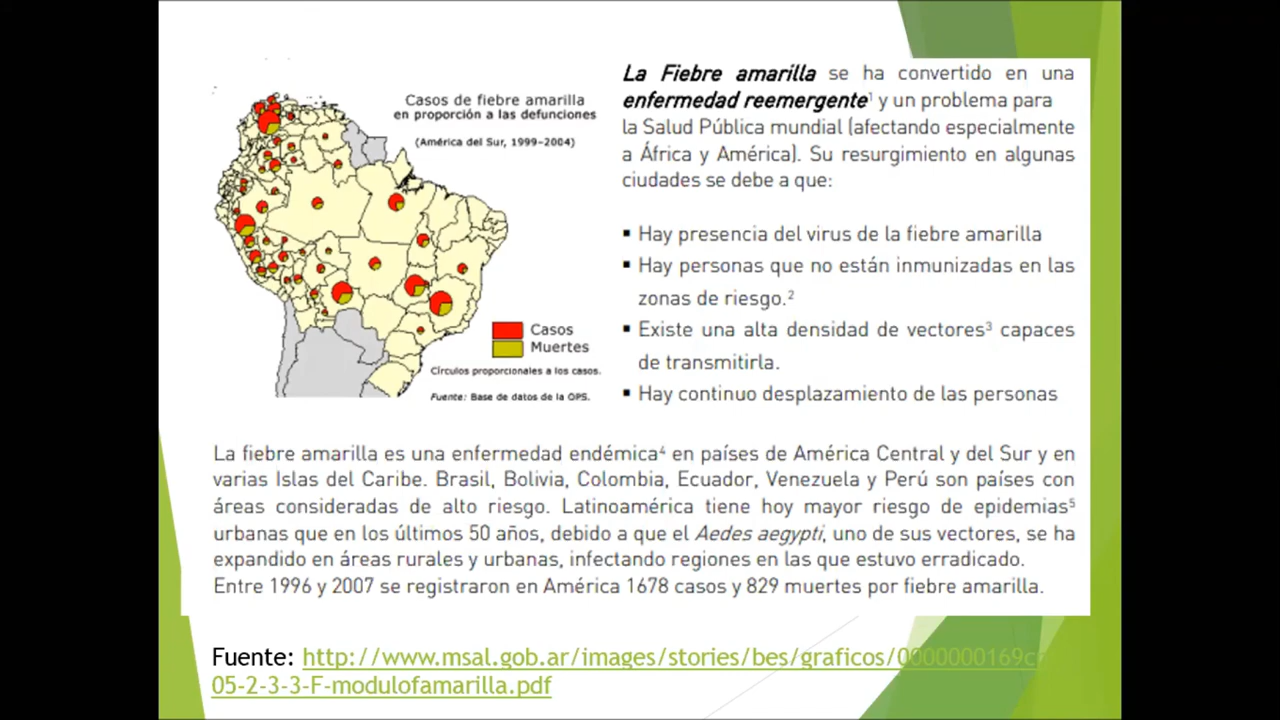 Casos de fiebre amarilla
en proporción a las defunciones
(América del Sur, 1999–2004)
Casos
Muertes
Círculos proporcionales a los casos.
Fuente: Base de datos de la OPS.
La Fiebre amarilla se ha convertido en una
enfermedad reemergente¹ y un problema para
la Salud Pública mundial (afectando especialmente
a África y América). Su resurgimiento en algunas
ciudades se debe a que:
▪ Hay presencia del virus de la fiebre amarilla
▪ Hay personas que no están inmunizadas en las
zonas de riesgo.²
▪ Existe una alta densidad de vectores³ capaces
de transmitirla.
▪ Hay continuo desplazamiento de las personas
La fiebre amarilla es una enfermedad endémica⁴ en países de América Central y del Sur y en
varias Islas del Caribe. Brasil, Bolivia, Colombia, Ecuador, Venezuela y Perú son países con
áreas consideradas de alto riesgo. Latinoamérica tiene hoy mayor riesgo de epidemias⁵
urbanas que en los últimos 50 años, debido a que el Aedes aegypti, uno de sus vectores, se ha
expandido en áreas rurales y urbanas, infectando regiones en las que estuvo erradicado.
Entre 1996 y 2007 se registraron en América 1678 casos y 829 muertes por fiebre amarilla.
Fuente: http://www.msal.gob.ar/images/stories/bes/graficos/0000000169c
05-2-3-3-F-modulofamarilla.pdf